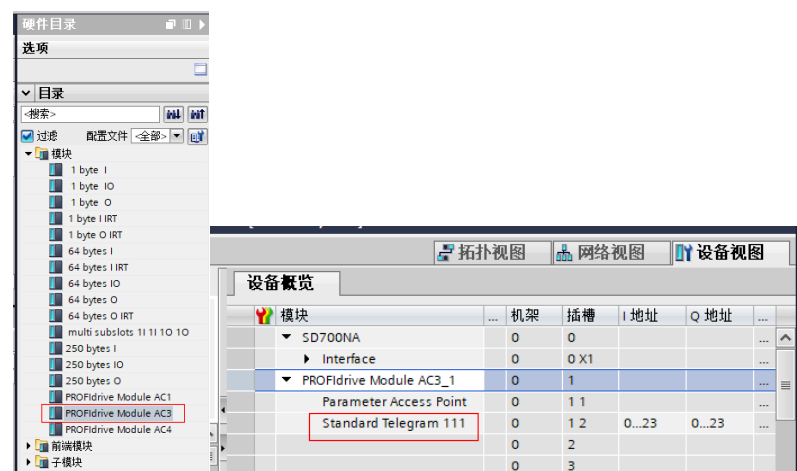 硬件目录
选项
目录
<搜索>
过滤 配置文件 <全部>
模块
1 byte I
1 byte IO
1 byte O
1 byte I IRT
1 byte O IRT
64 bytes I
64 bytes I IRT
64 bytes IO
64 bytes O
64 bytes O IRT
multi subslots 1I 1I 1O 1O
250 bytes I
250 bytes IO
250 bytes O
PROFIdrive Module AC1
PROFIdrive Module AC3
PROFIdrive Module AC4
前端模块
子模块
拓扑视图 网络视图 设备视图
设备概览
模块 ... 机架 插槽 I 地址 Q 地址 ...
SD700NA 0 0 ...
Interface 0 0 X1 ...
PROFIdrive Module AC3_1 0 1 ...
Parameter Access Point 0 1 1 ...
Standard Telegram 111 0 1 2 0...23 0...23 ...
0 2
0 3